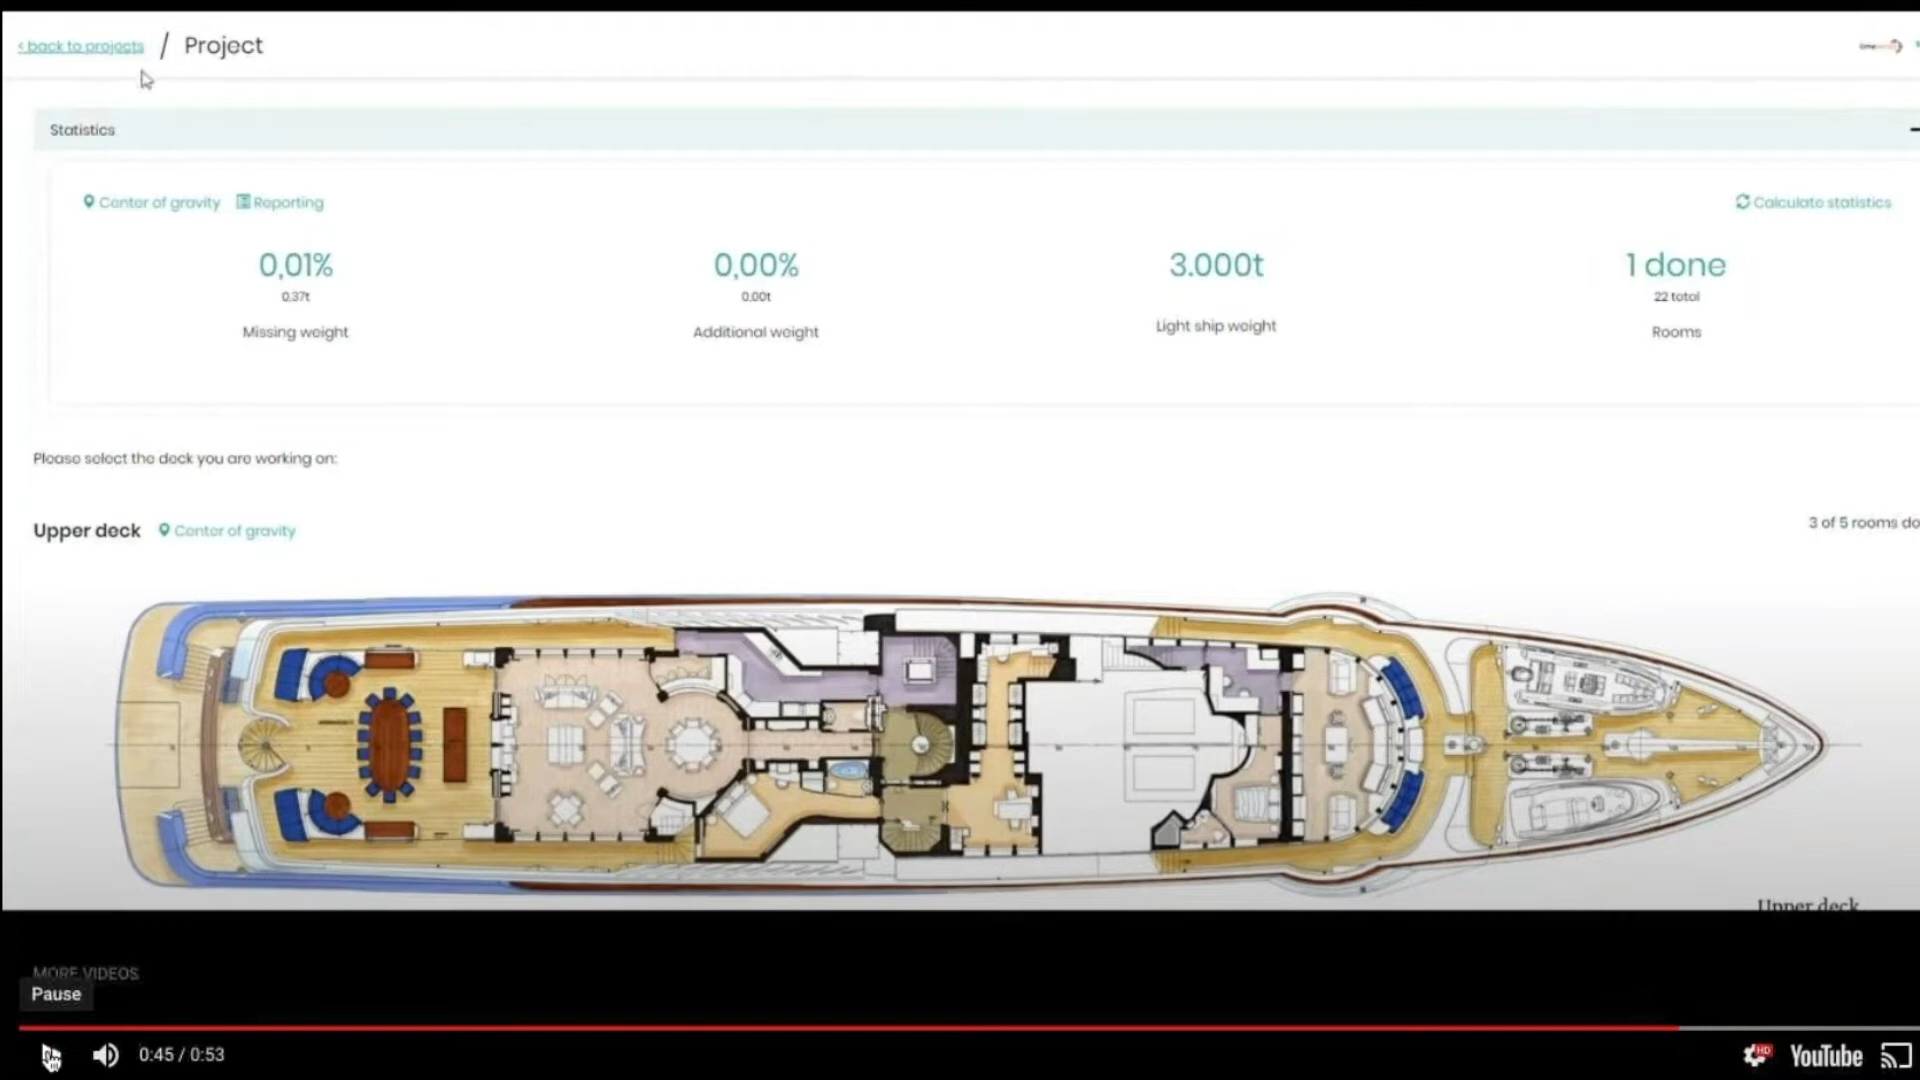 ‹ back to projects / Project
Statistics
Center of gravity Reporting Calculate statistics
0,01% 0,00% 3.000t 1 done
0.37t 0.00t 22 total
Missing weight Additional weight Light ship weight Rooms
Please select the deck you are working on:
Upper deck Center of gravity 3 of 5 rooms do
Upper deck
MORE VIDEOS
Pause
0:45 / 0:53 HD YouTube